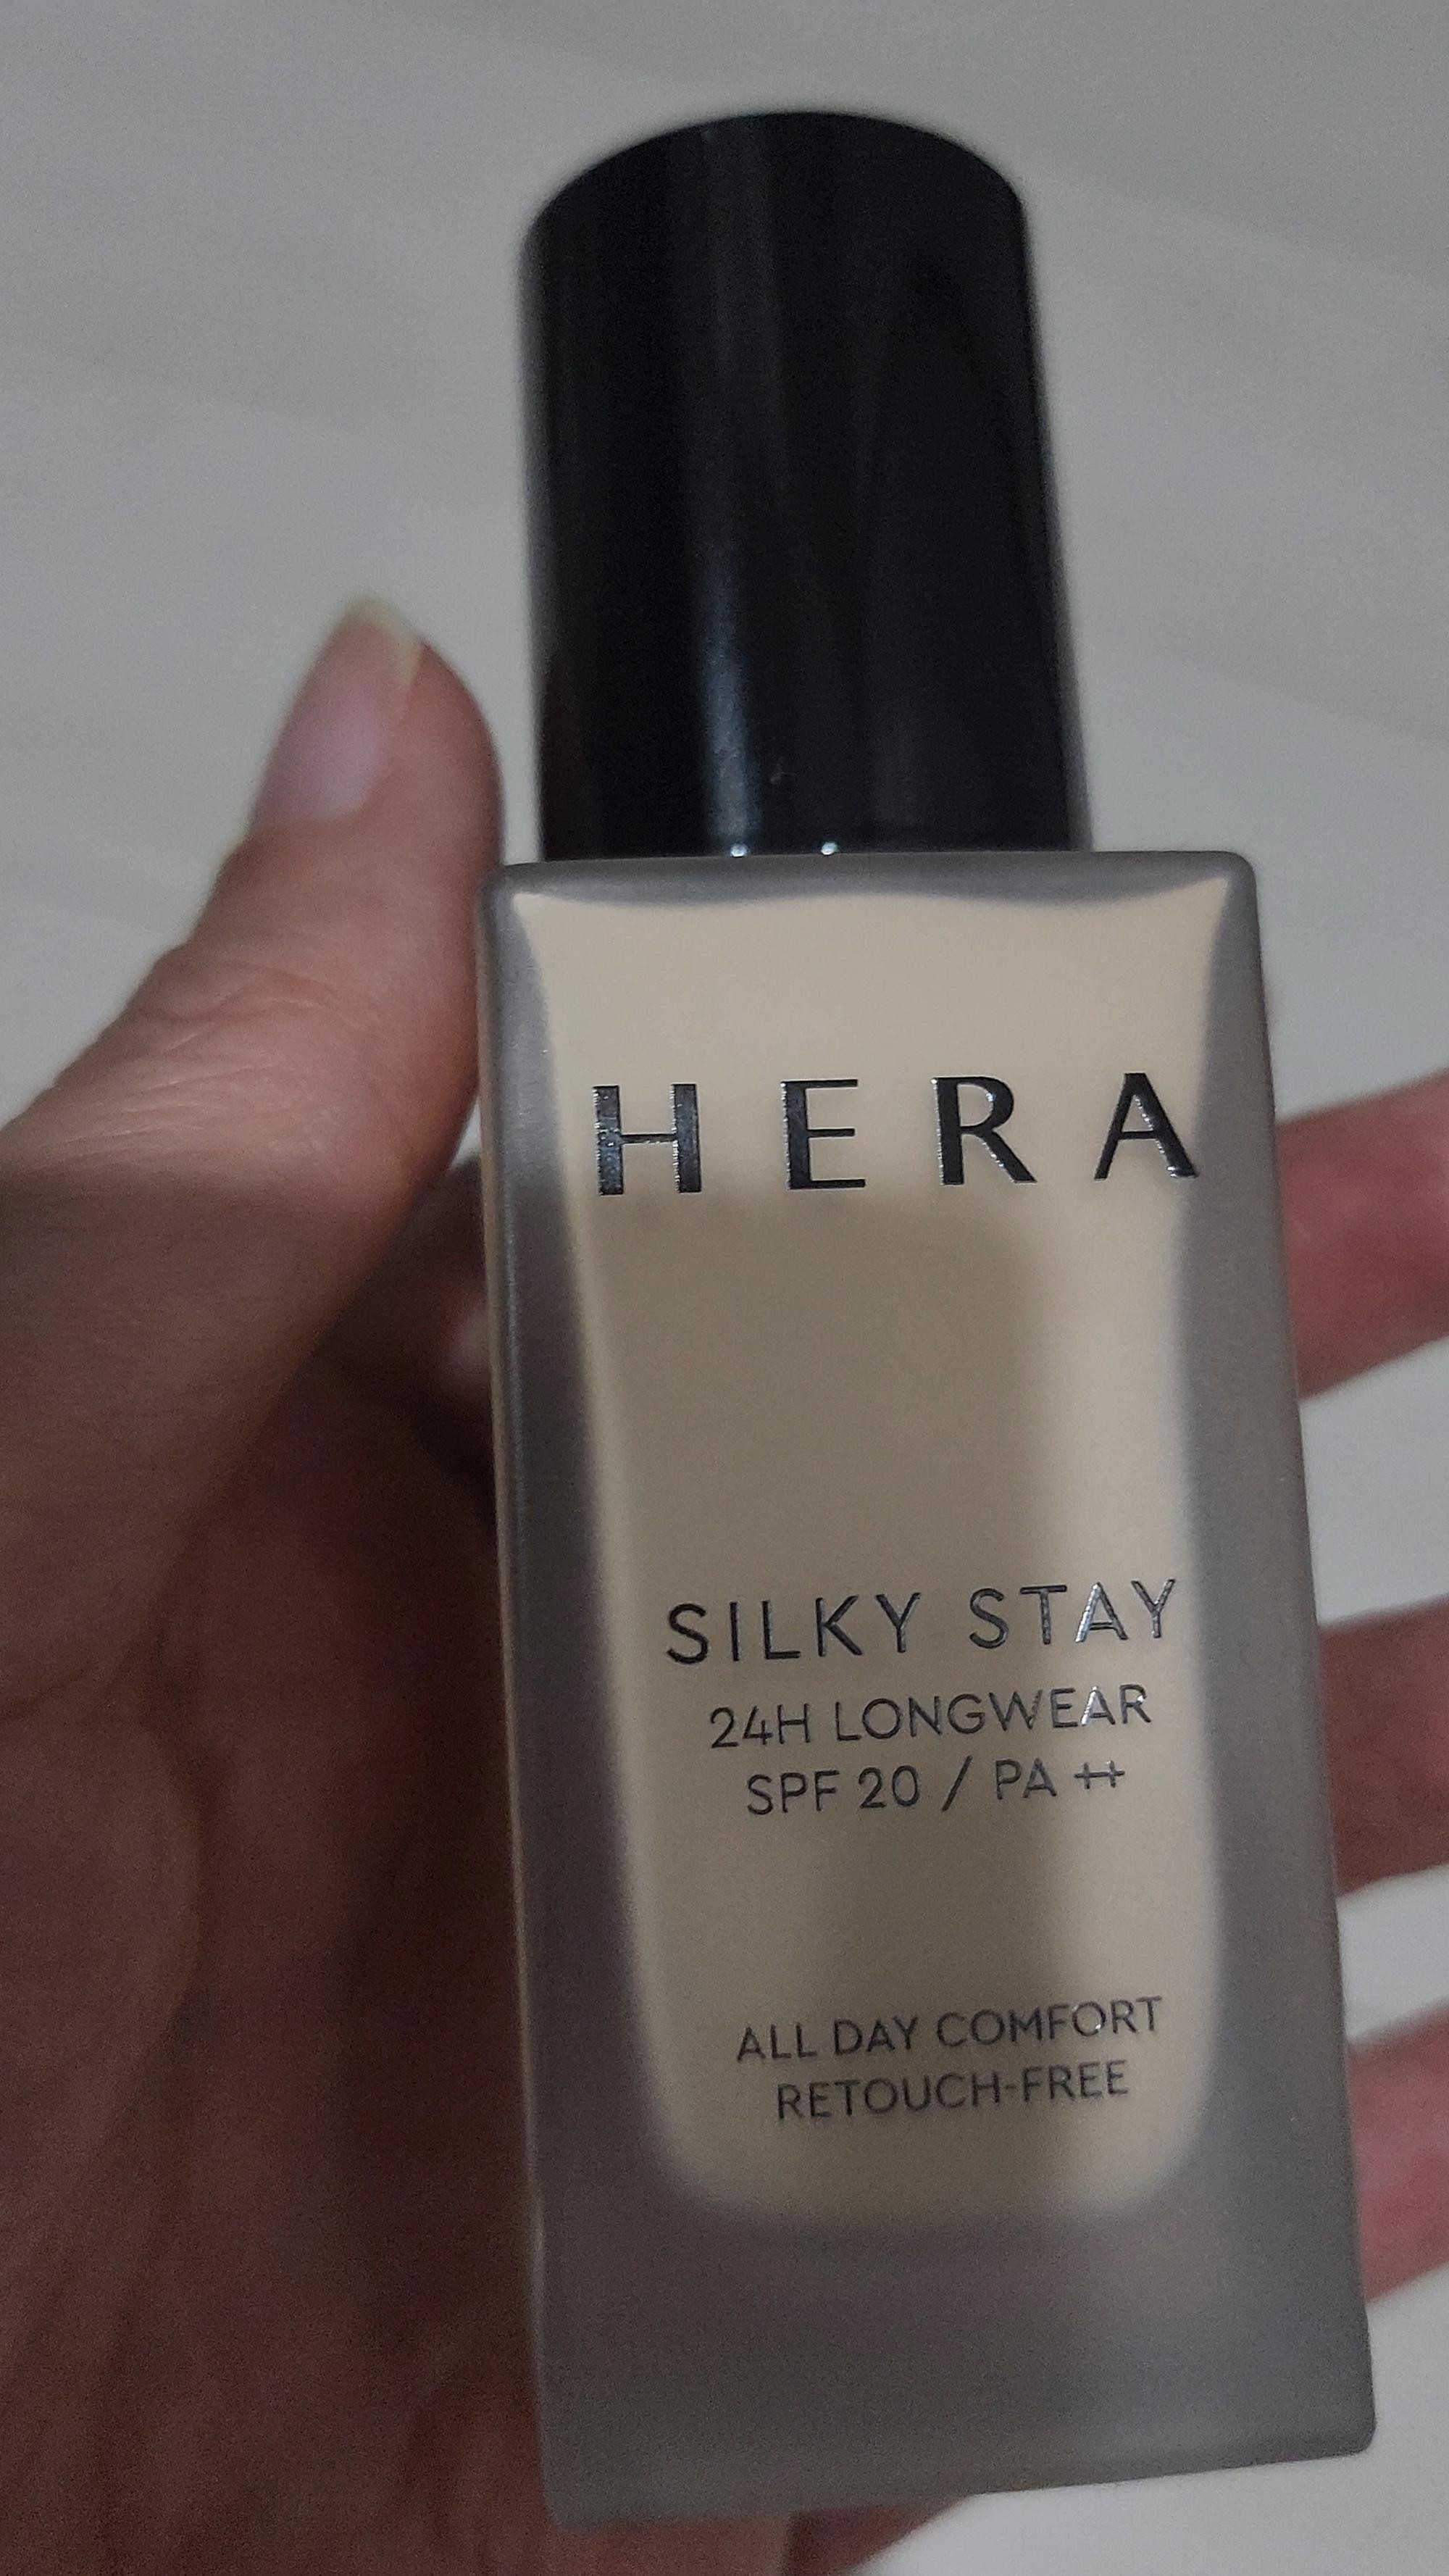 HERA
SILKY STAY
24H LONGWEAR
SPF 20 / PA ++
ALL DAY COMFORT
RETOUCH-FREE